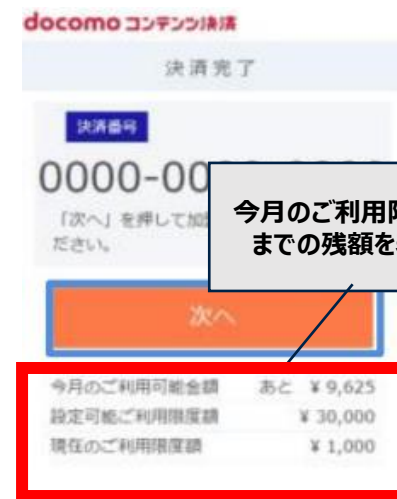 docomo コンテンツ決済
決済完了
決済番号
0000-00
「次へ」を押して加
ださい。
今月のご利用
までの残額を
次へ
今月のご利用可能金額 あと ¥ 9,625
設定可能ご利用限度額 ¥ 30,000
現在のご利用限度額 ¥ 1,000